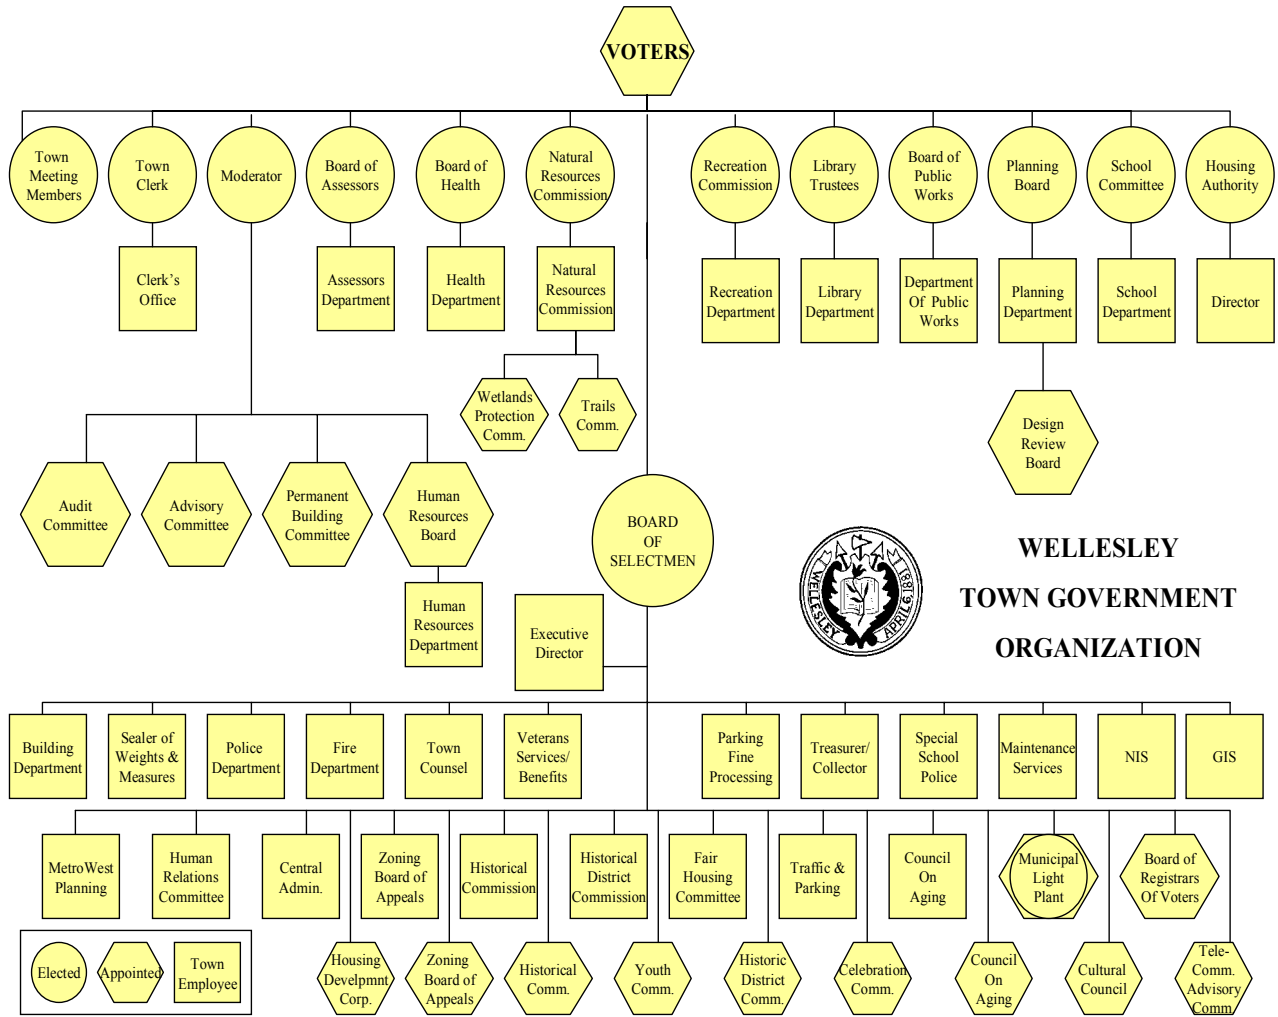 VOTERS
Town
Meeting
Members
Town
Clerk
Moderator
Board of
Assessors
Board of
Health
Natural
Resources
Commission
Recreation
Commission
Library
Trustees
Board of
Public
Works
Planning
Board
School
Committee
Housing
Authority
Clerk's
Office
Assessors
Department
Health
Department
Natural
Resources
Commission
Recreation
Department
Library
Department
Department
Of Public
Works
Planning
Department
School
Department
Director
Wetlands
Protection
Comm.
Trails
Comm.
Design
Review
Board
Audit
Committee
Advisory
Committee
Permanent
Building
Committee
Human
Resources
Board
BOARD
OF
SELECTMEN
WELLESLEY
APRIL 6, 1881
WELLESLEY
TOWN GOVERNMENT
ORGANIZATION
Human
Resources
Department
Executive
Director
Building
Department
Sealer of
Weights &
Measures
Police
Department
Fire
Department
Town
Counsel
Veterans
Services/
Benefits
Parking
Fine
Processing
Treasurer/
Collector
Special
School
Police
Maintenance
Services
NIS
GIS
MetroWest
Planning
Human
Relations
Committee
Central
Admin.
Zoning
Board of
Appeals
Historical
Commission
Historical
District
Commission
Fair
Housing
Committee
Traffic &
Parking
Council
On
Aging
Municipal
Light
Plant
Board of
Registrars
Of Voters
Elected
Appointed
Town
Employee
Housing
Develpmnt
Corp.
Zoning
Board of
Appeals
Historical
Comm.
Youth
Comm.
Historic
District
Comm.
Celebration
Comm.
Council
On
Aging
Cultural
Council
Tele-
Comm.
Advisory
Comm.